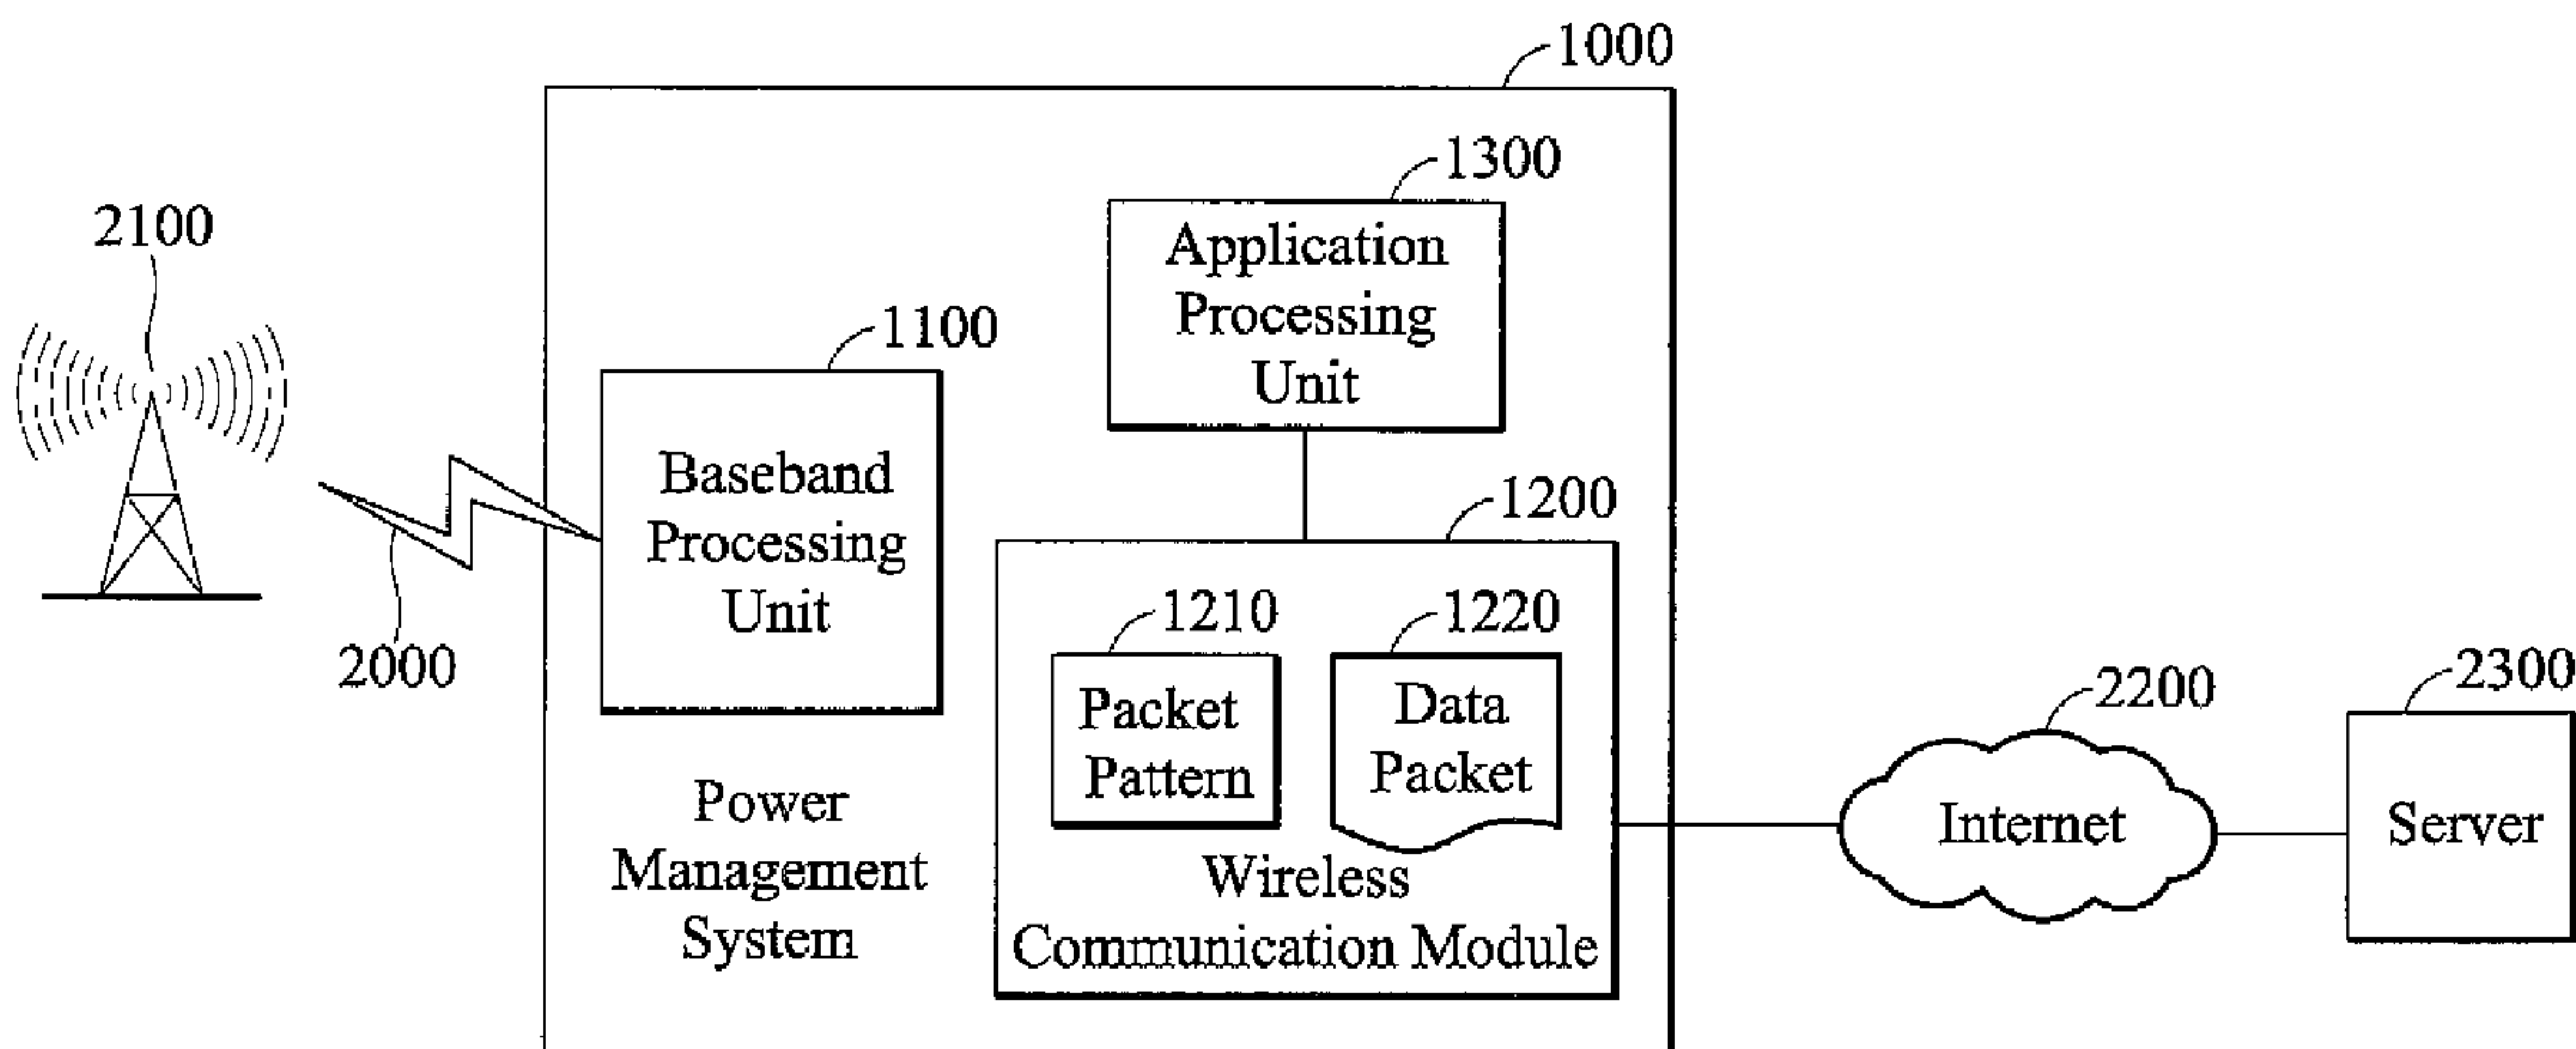 1000
1300
2100
Application
Processing
Unit
1100
Baseband
Processing
Unit
1200
2000
1210
1220
Packet
Pattern
Data
Packet
2200
2300
Power
Management
System
Wireless
Communication Module
Internet
Server